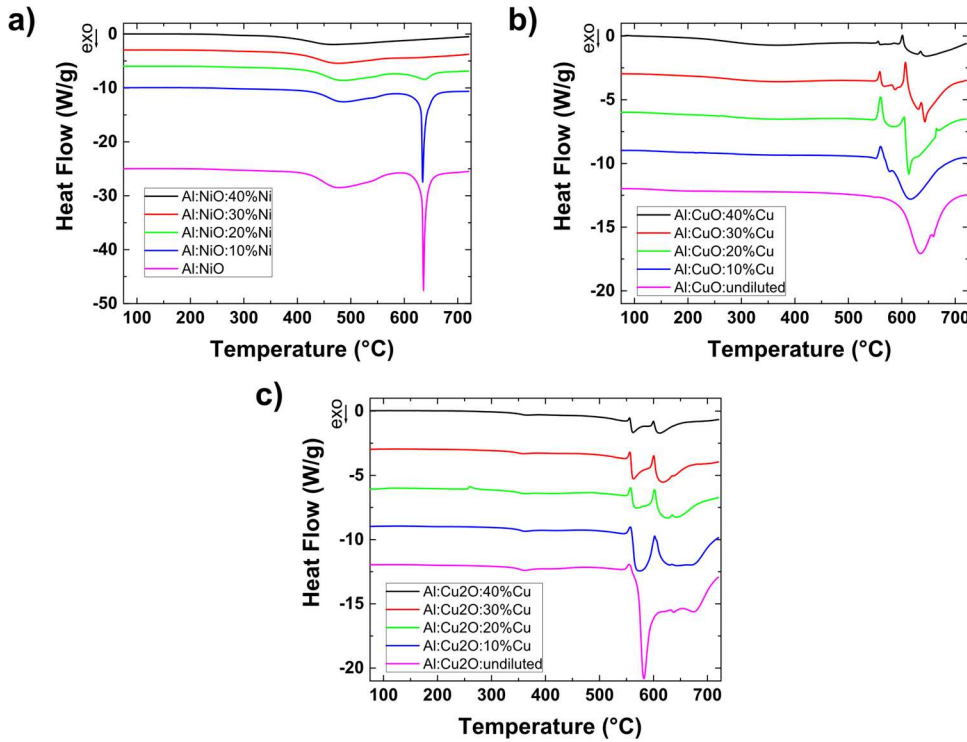 a)
exo
0
-10
-20
-30
-40
-50
Heat Flow (W/g)
Al:NiO:40%Ni
Al:NiO:30%Ni
Al:NiO:20%Ni
Al:NiO:10%Ni
Al:NiO
100 200 300 400 500 600 700
Temperature (°C)
b)
exo
0
-5
-10
-15
-20
Heat Flow (W/g)
Al:CuO:40%Cu
Al:CuO:30%Cu
Al:CuO:20%Cu
Al:CuO:10%Cu
Al:CuO:undiluted
100 200 300 400 500 600 700
Temperature (°C)
c)
exo
0
-5
-10
-15
-20
Heat Flow (W/g)
Al:Cu2O:40%Cu
Al:Cu2O:30%Cu
Al:Cu2O:20%Cu
Al:Cu2O:10%Cu
Al:Cu2O:undiluted
100 200 300 400 500 600 700
Temperature (°C)